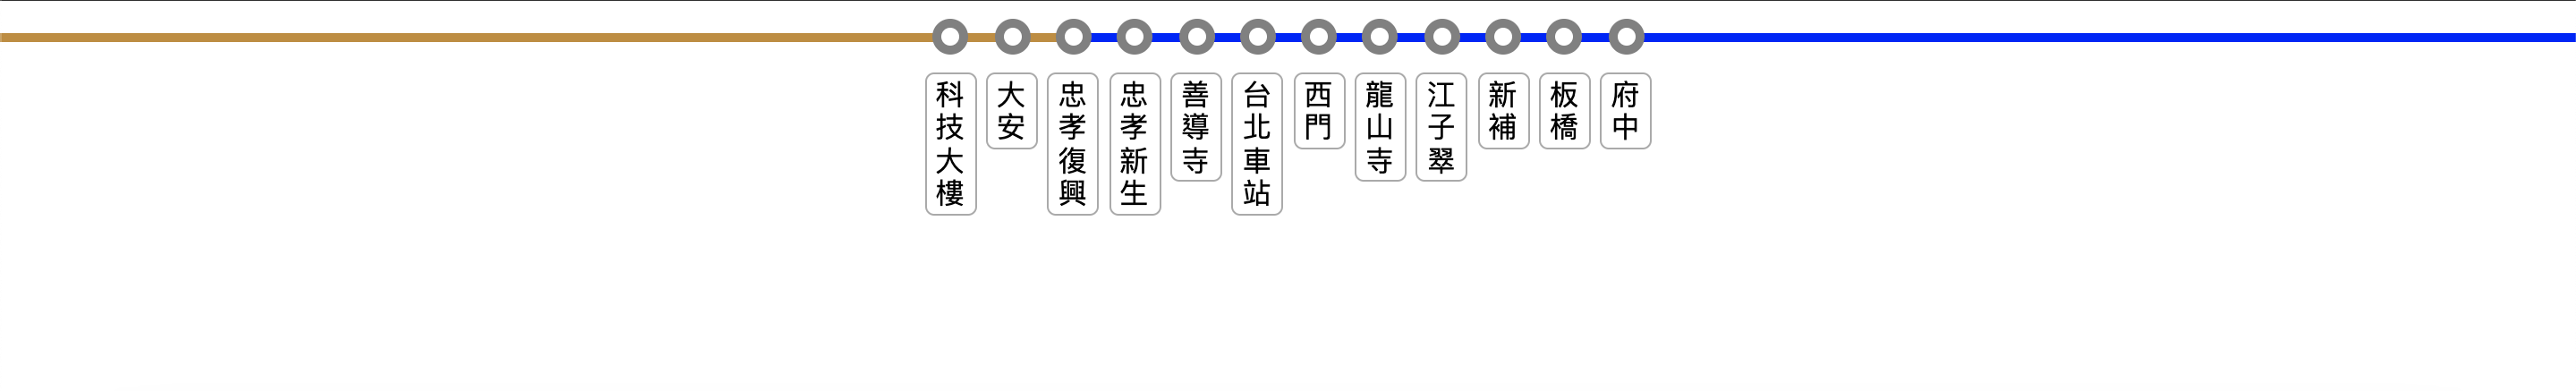 科技大樓
大安
忠孝復興
忠孝新生
善導寺
台北車站
西門
龍山寺
江子翠
新補
板橋
府中